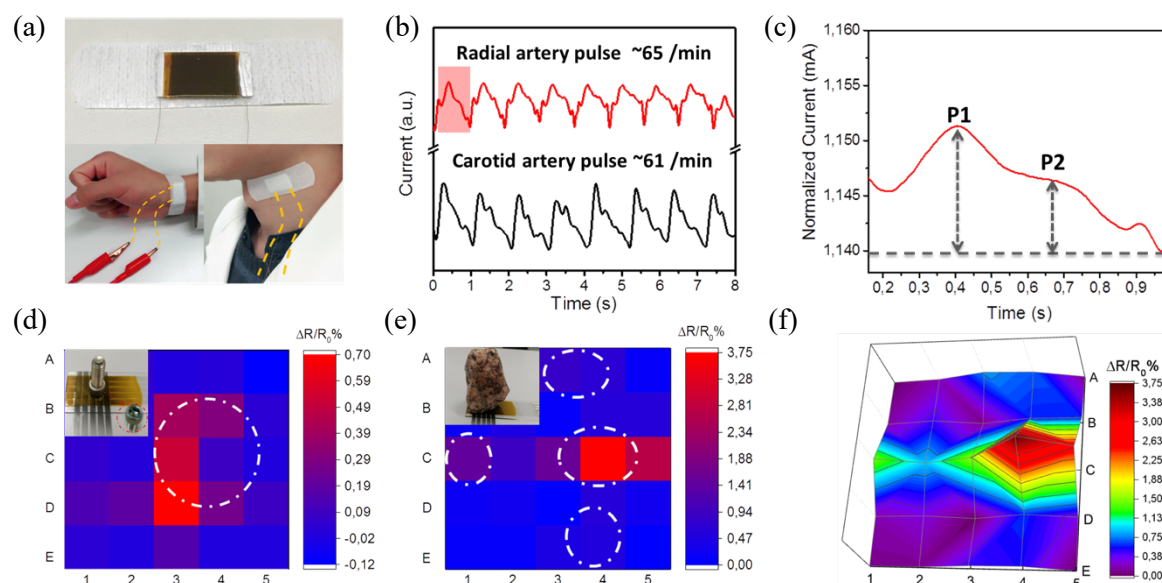 (a)
(b)
Radial artery pulse ~65 /min
Carotid artery pulse ~61 /min
Current (a.u.)
0 1 2 3 4 5 6 7 8
Time (s)
(c)
1,160
1,155
1,150
1,145
1,140
Normalized Current (mA)
P1
P2
0,2 0,3 0,4 0,5 0,6 0,7 0,8 0,9
Time (s)
(d)
A
B
C
D
E
1 2 3 4 5
ΔR/R₀%
0,70
0,49
0,39
0,29
0,19
0,08
-0,02
-0,12
(e)
A
B
C
D
E
1 2 3 4 5
ΔR/R₀%
3,75
3,28
2,81
2,34
1,88
1,41
0,94
0,47
0,00
(f)
A
B
C
D
E
1 2 3 4 5
ΔR/R₀%
3,75
3,38
3,00
2,63
2,25
1,88
1,50
1,13
0,75
0,38
0,00